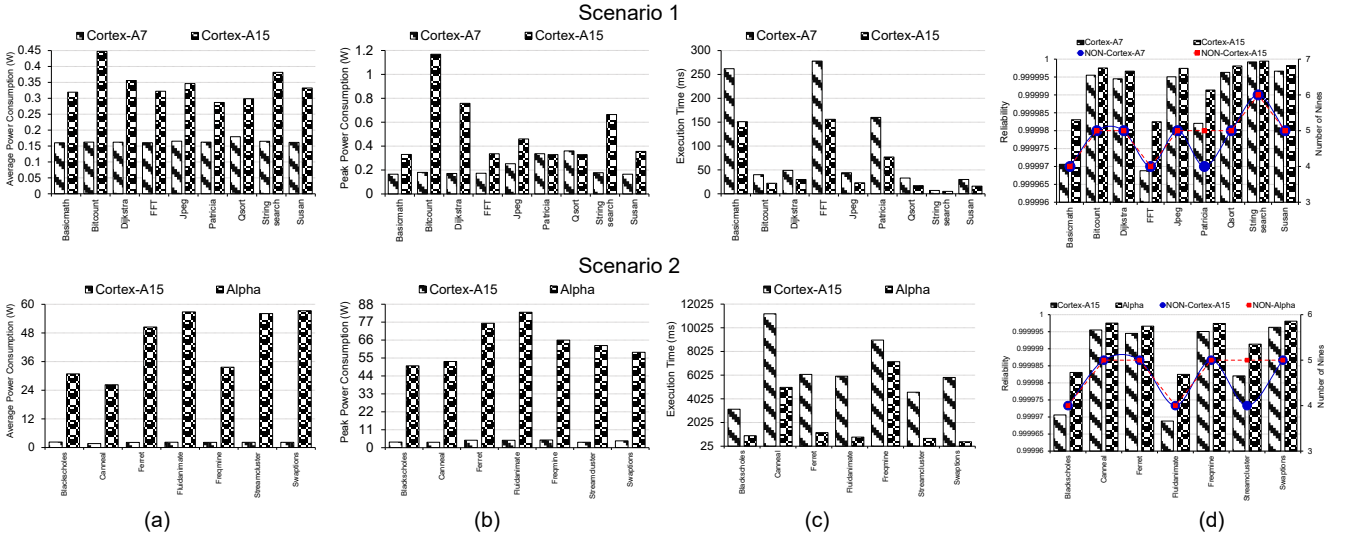 Scenario 1
Cortex-A7 Cortex-A15
Average Power Consumption (W)
0.45
0.4
0.35
0.3
0.25
0.2
0.15
0.1
0.05
0
Basicmath
Bitcount
Dijkstra
FFT
Jpeg
Patricia
Qsort
String search
Susan
Cortex-A7 Cortex-A15
Peak Power Consumption (W)
1.2
1
0.8
0.6
0.4
0.2
0
Basicmath
Bitcount
Dijkstra
FFT
Jpeg
Patricia
Qsort
String search
Susan
Cortex-A7 Cortex-A15
Execution Time (ms)
300
250
200
150
100
50
0
Basicmath
Bitcount
Dijkstra
FFT
Jpeg
Patricia
Qsort
String search
Susan
Cortex-A7 Cortex-A15
NON-Cortex-A7 NON-Cortex-A15
Reliability
1
0.999995
0.99999
0.999985
0.99998
0.999975
0.99997
0.999965
0.99996
7
6
5
4
3
Number of Nines
Basicmath
Bitcount
Dijkstra
FFT
Jpeg
Patricia
Qsort
String search
Susan
Scenario 2
Cortex-A15 Alpha
Average Power Consumption (W)
60
48
36
24
12
0
Blackscholes
Canneal
Ferret
Fluidanimate
Freqmine
Streamcluster
Swaptions
Cortex-A15 Alpha
Peak Power Consumption (W)
88
77
66
55
44
33
22
11
0
Blackscholes
Canneal
Ferret
Fluidanimate
Freqmine
Streamcluster
Swaptions
Cortex-A15 Alpha
Execution Time (ms)
12025
10025
8025
6025
4025
2025
25
Blackscholes
Canneal
Ferret
Fluidanimate
Freqmine
Streamcluster
Swaptions
Cortex-A15 Alpha NON-Cortex-A15 NON-Alpha
Reliability
1
0.99999
0.99998
0.99997
0.99996
6
5
4
3
Number of Nines
Blackscholes
Canneal
Ferret
Fluidanimate
Freqmine
Streamcluster
Swaptions
(a) (b) (c) (d)